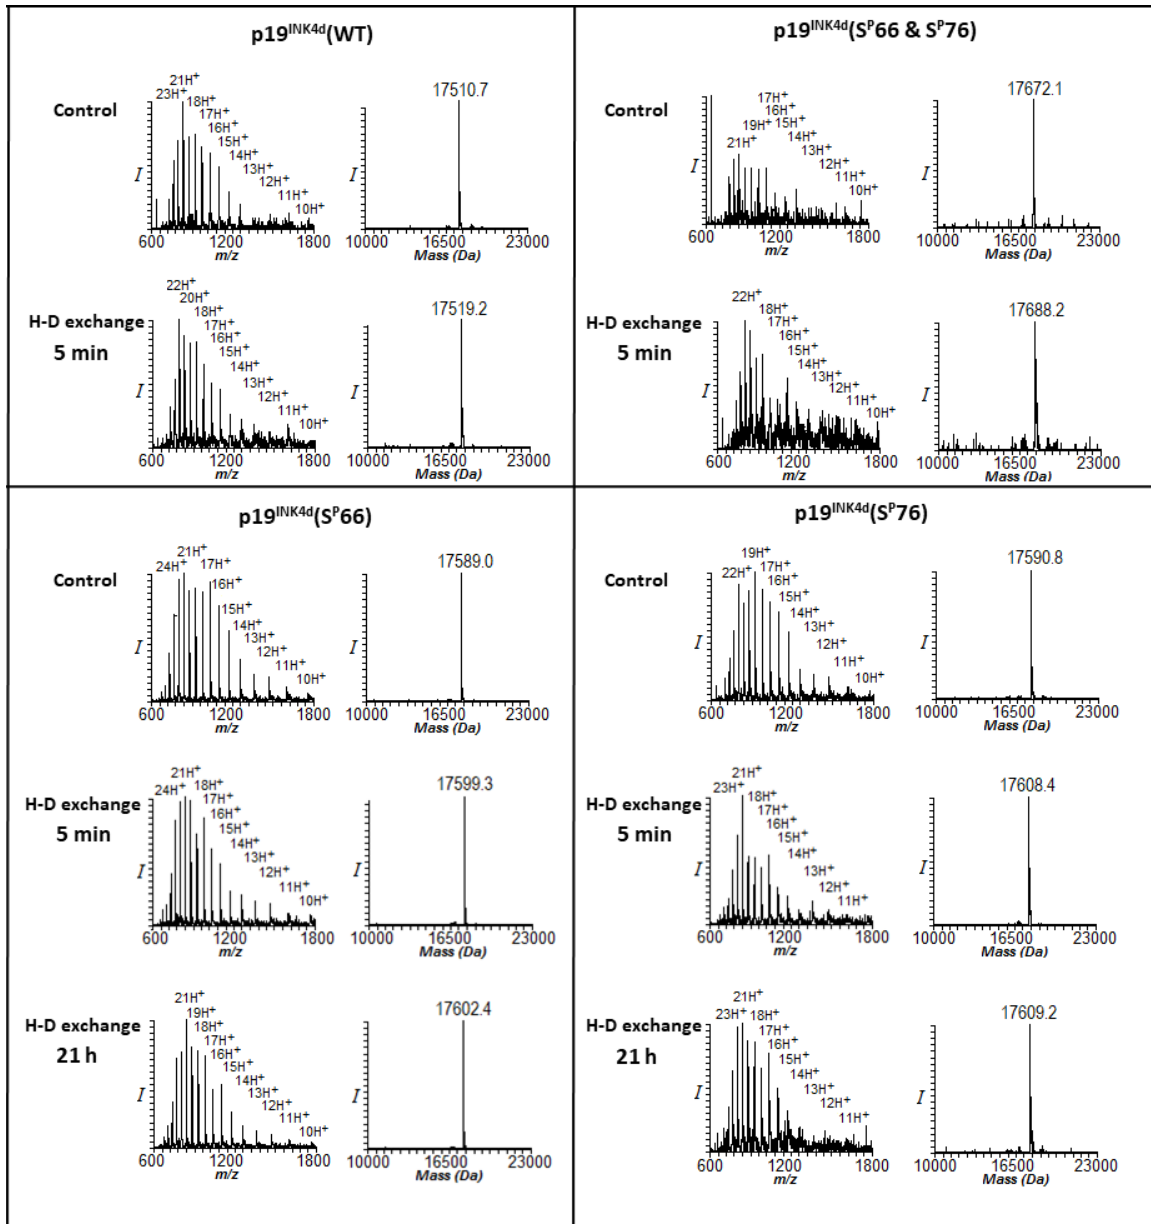 p19INK4d(WT)
Control
21H+
23H+
18H+
17H+
16H+
15H+
14H+
13H+
12H+
11H+
10H+
I
600 1200 1800
m/z
17510.7
I
10000 16500 23000
Mass (Da)
H-D exchange
5 min
22H+
20H+
18H+
17H+
16H+
15H+
14H+
13H+
12H+
11H+
10H+
I
600 1200 1800
m/z
17519.2
I
10000 16500 23000
Mass (Da)
p19INK4d(SP66 & SP76)
Control
17H+
16H+
19H+ 15H+
21H+ 14H+
13H+
12H+
11H+
10H+
I
600 1200 1800
m/z
17672.1
I
10000 16500 23000
Mass (Da)
H-D exchange
5 min
22H+
18H+
17H+
16H+
15H+
14H+
13H+
12H+
11H+
10H+
I
600 1200 1800
m/z
17688.2
I
10000 16500 23000
Mass (Da)
p19INK4d(SP66)
Control
21H+
24H+ 17H+
16H+
15H+
14H+
13H+
12H+
11H+
10H+
I
600 1200 1800
m/z
17589.0
I
10000 16500 23000
Mass (Da)
H-D exchange
5 min
21H+
24H+ 18H+
17H+
16H+
15H+
14H+
13H+
12H+
11H+
10H+
I
600 1200 1800
m/z
17599.3
I
10000 16500 23000
Mass (Da)
H-D exchange
21 h
21H+
19H+
18H+
17H+
16H+
15H+
14H+
13H+
12H+
11H+
10H+
I
600 1200 1800
m/z
17602.4
I
10000 16500 23000
Mass (Da)
p19INK4d(SP76)
Control
19H+
22H+ 17H+
16H+
15H+
14H+
13H+
12H+
11H+
10H+
I
600 1200 1800
m/z
17590.8
I
10000 16500 23000
Mass (Da)
H-D exchange
5 min
21H+
23H+ 18H+
17H+
16H+
15H+
14H+
13H+
12H+
11H+
I
600 1200 1800
m/z
17608.4
I
10000 16500 23000
Mass (Da)
H-D exchange
21 h
21H+
23H+ 18H+
17H+
16H+
15H+
14H+
13H+
12H+
11H+
I
600 1200 1800
m/z
17609.2
I
10000 16500 23000
Mass (Da)